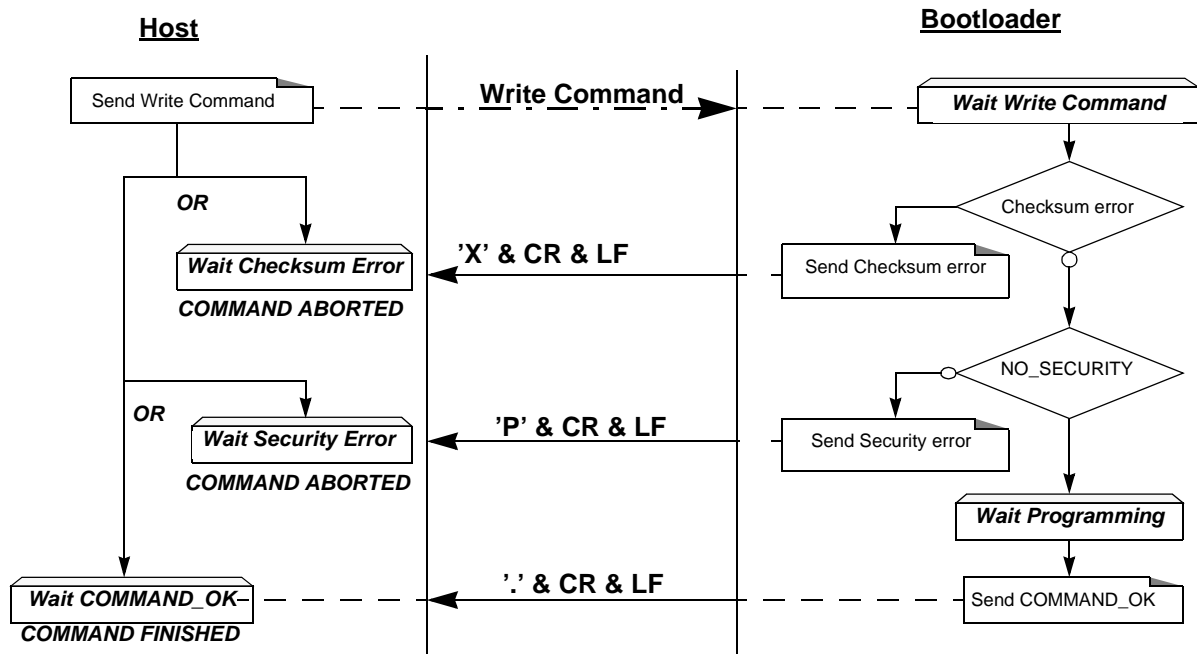 Host
Bootloader
Send Write Command
Write Command
Wait Write Command
OR
Checksum error
Wait Checksum Error
’X’ & CR & LF
Send Checksum error
COMMAND ABORTED
NO_SECURITY
OR
Wait Security Error
’P’ & CR & LF
Send Security error
COMMAND ABORTED
Wait Programming
Wait COMMAND_OK
'.' & CR & LF
Send COMMAND_OK
COMMAND FINISHED